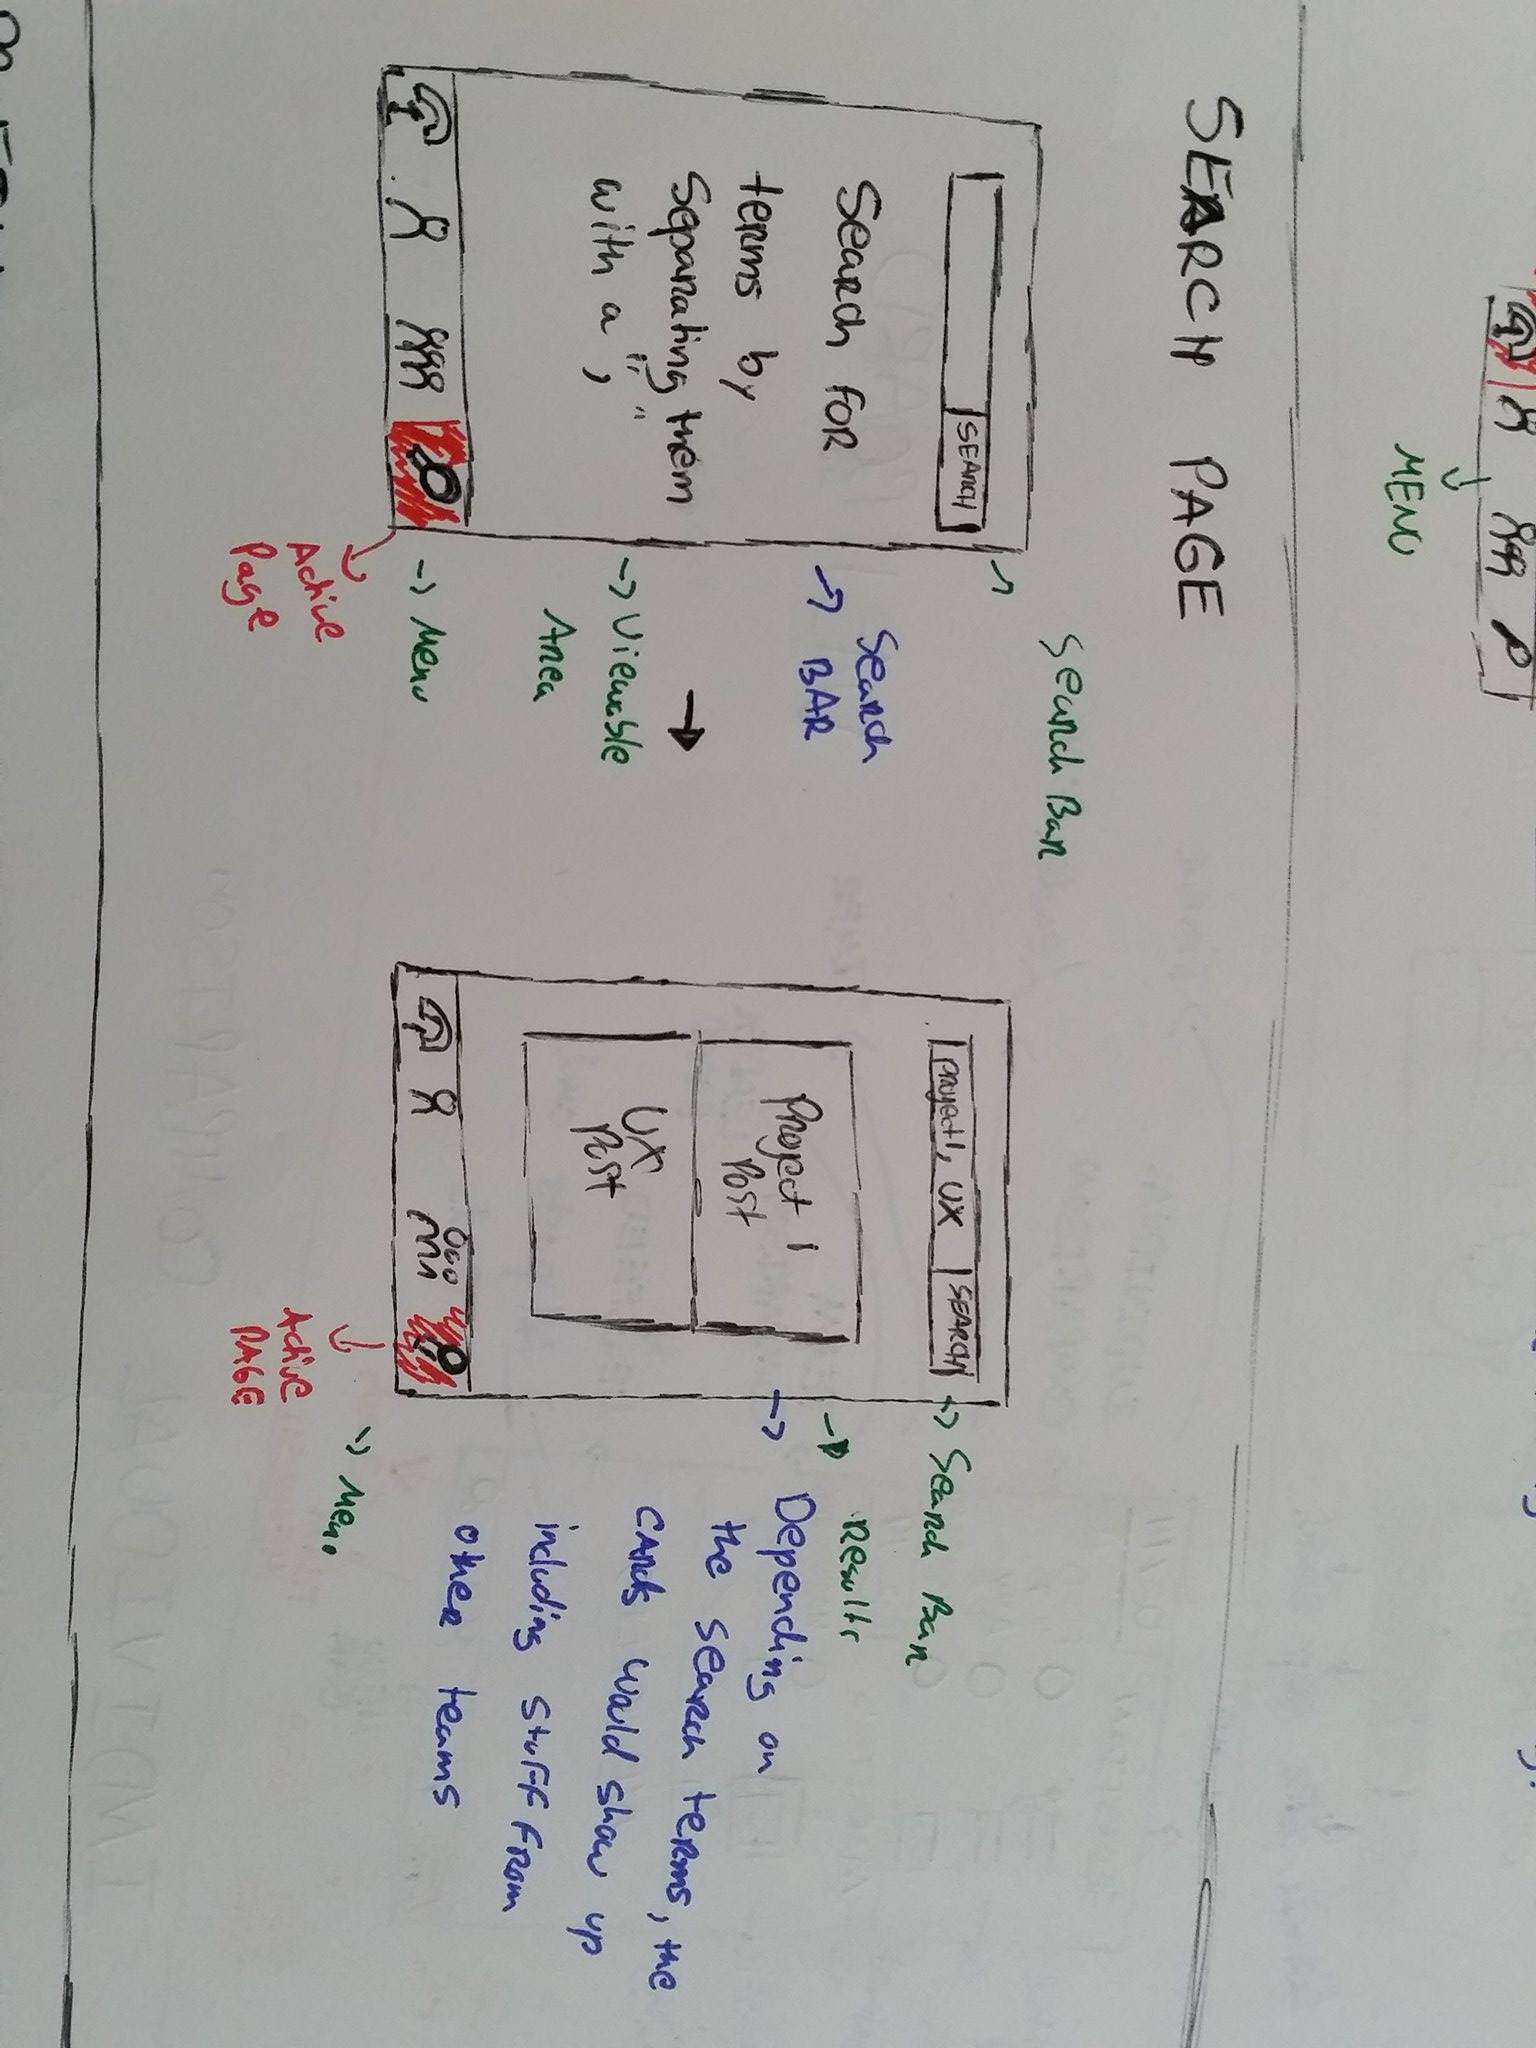 MENU
SEARCH PAGE
Search Bar
SEARCH
Search FOR
terms by
Separating them
","
with a ,
Search
BAR
Viewable
Area
Menu
Active
Page
Project1, UX
SEARCH
Project 1
Post
UX
Post
Search Bar
Results
Depending on
the search terms, the
cards would show up
including stuff from
other teams
Menu
Active
PAGE